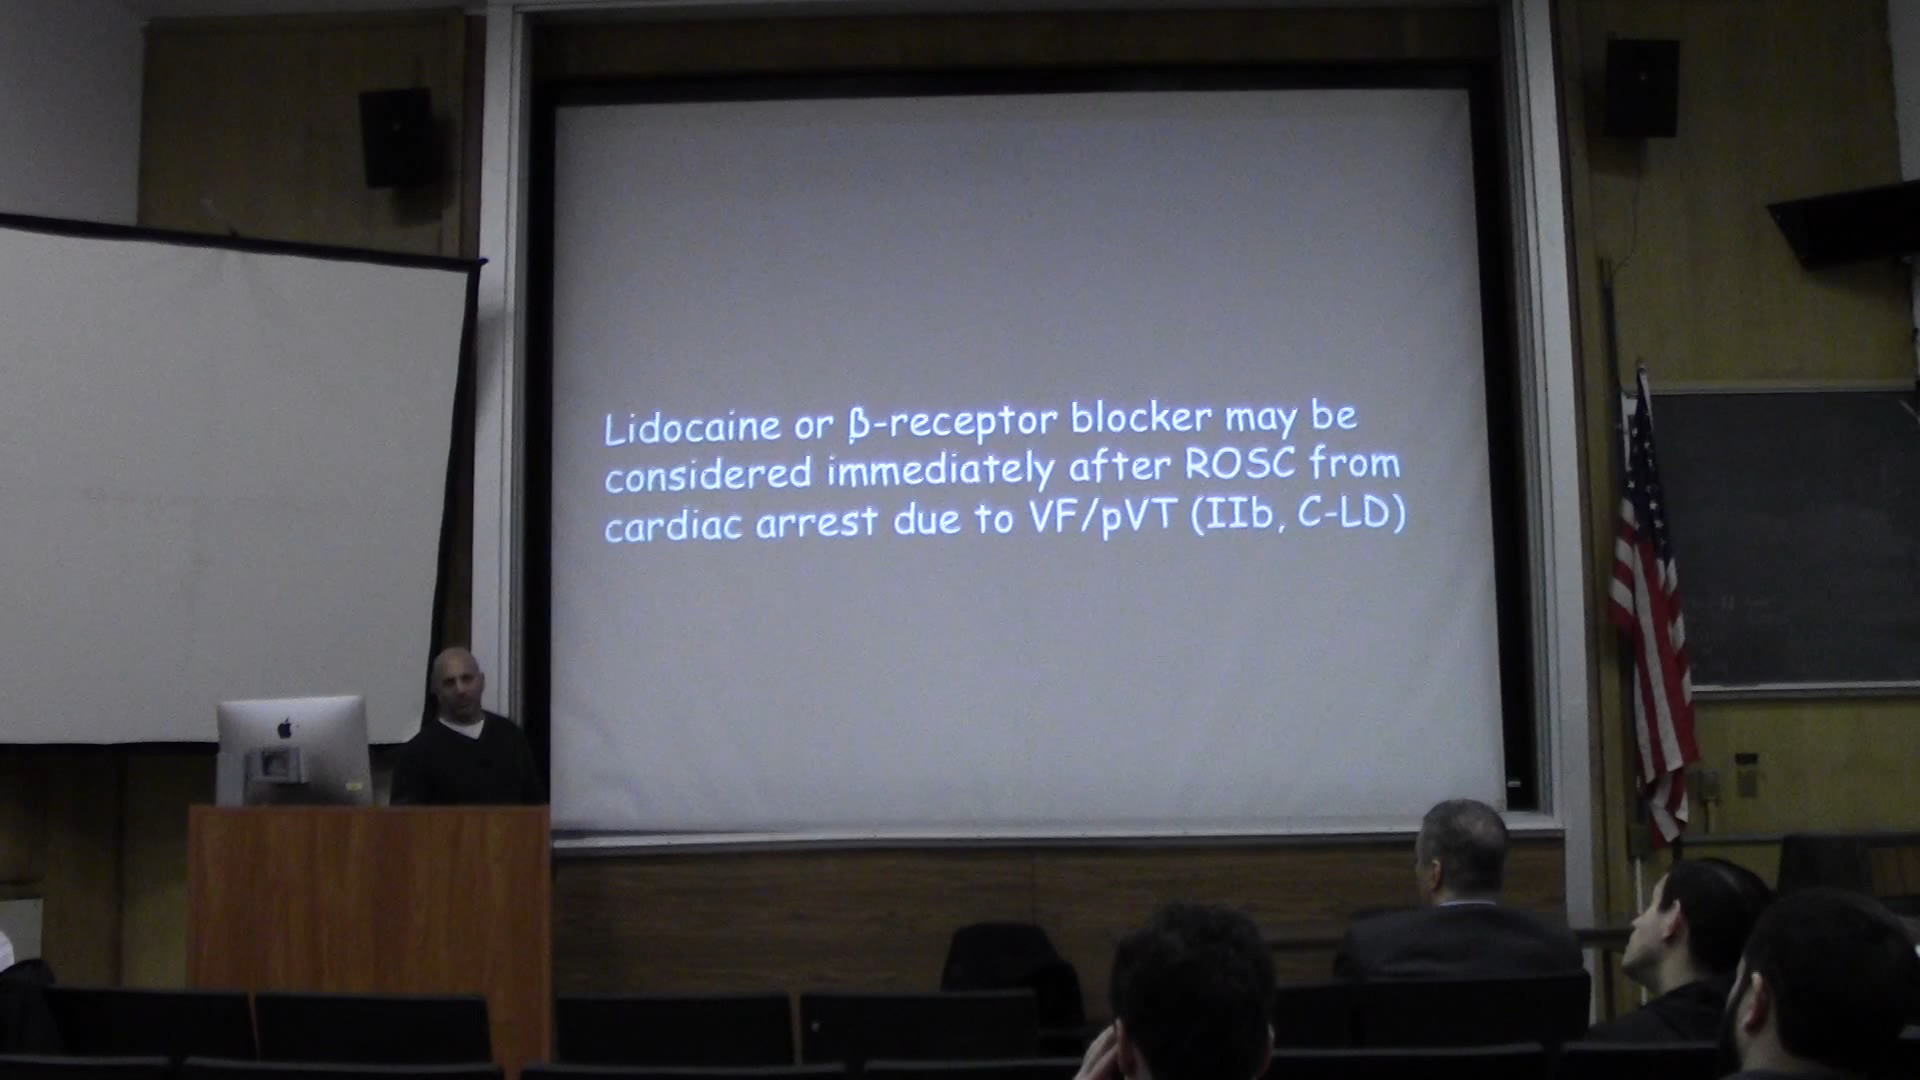 Lidocaine or β-receptor blocker may be
considered immediately after ROSC from
cardiac arrest due to VF/pVT (IIb, C-LD)